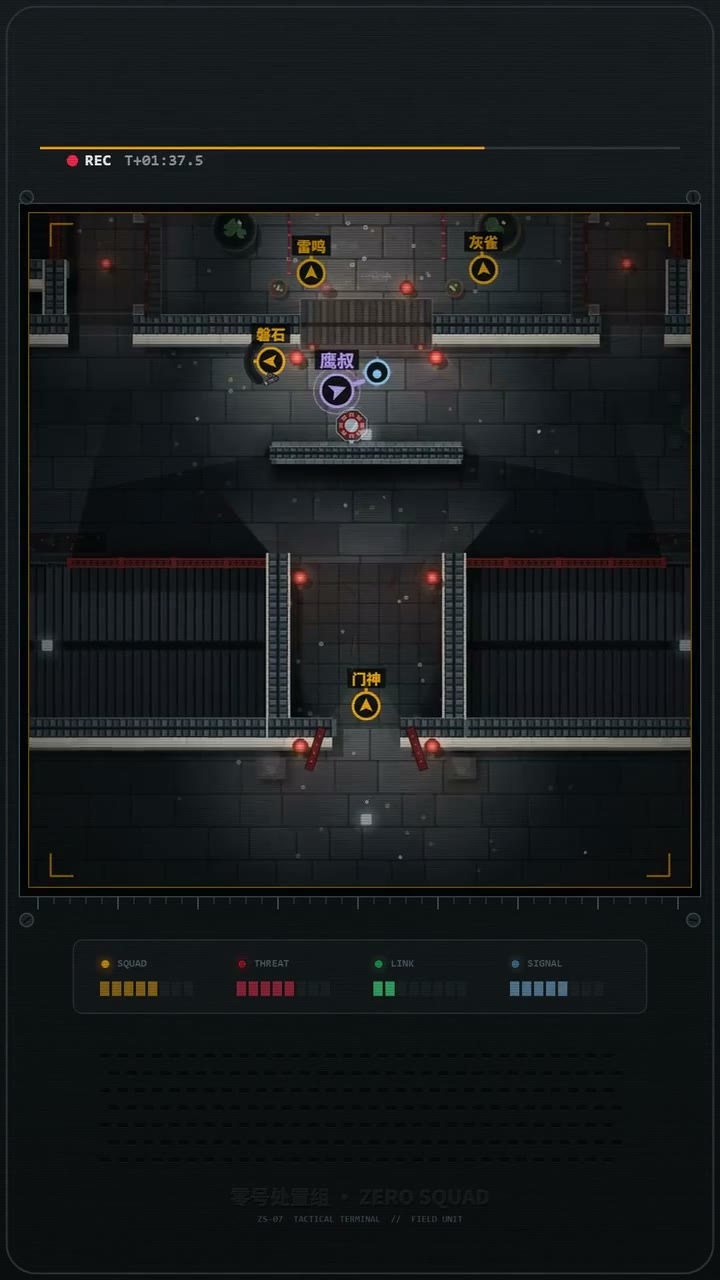 REC T+01:37.5
雷鸣
灰雀
磐石
鹰叔
门神
SQUAD THREAT LINK SIGNAL
零号处置组 • ZERO SQUAD
ZS-07 TACTICAL TERMINAL // FIELD UNIT